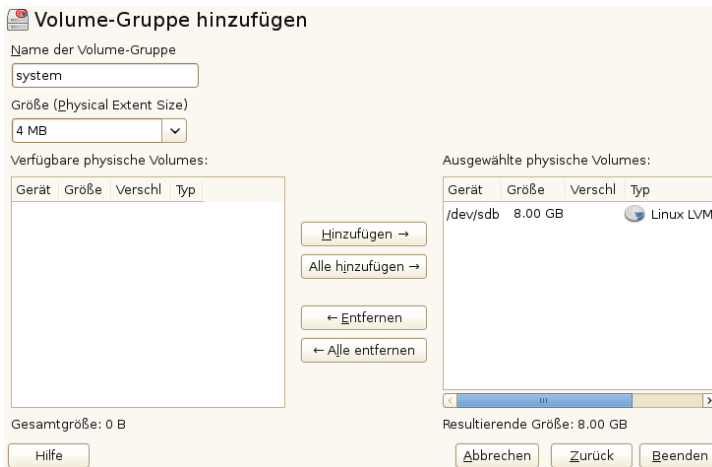 Volume-Gruppe hinzufügen
Name der Volume-Gruppe
system
Größe (Physical Extent Size)
4 MB
Verfügbare physische Volumes:
Gerät Größe Verschl Typ
Gesamtgröße: 0 B
Hinzufügen →
Alle hinzufügen →
← Entfernen
← Alle entfernen
Ausgewählte physische Volumes:
Gerät Größe Verschl Typ
/dev/sdb 8.00 GB Linux LVM
Resultierende Größe: 8.00 GB
Hilfe
Abbrechen
Zurück
Beenden